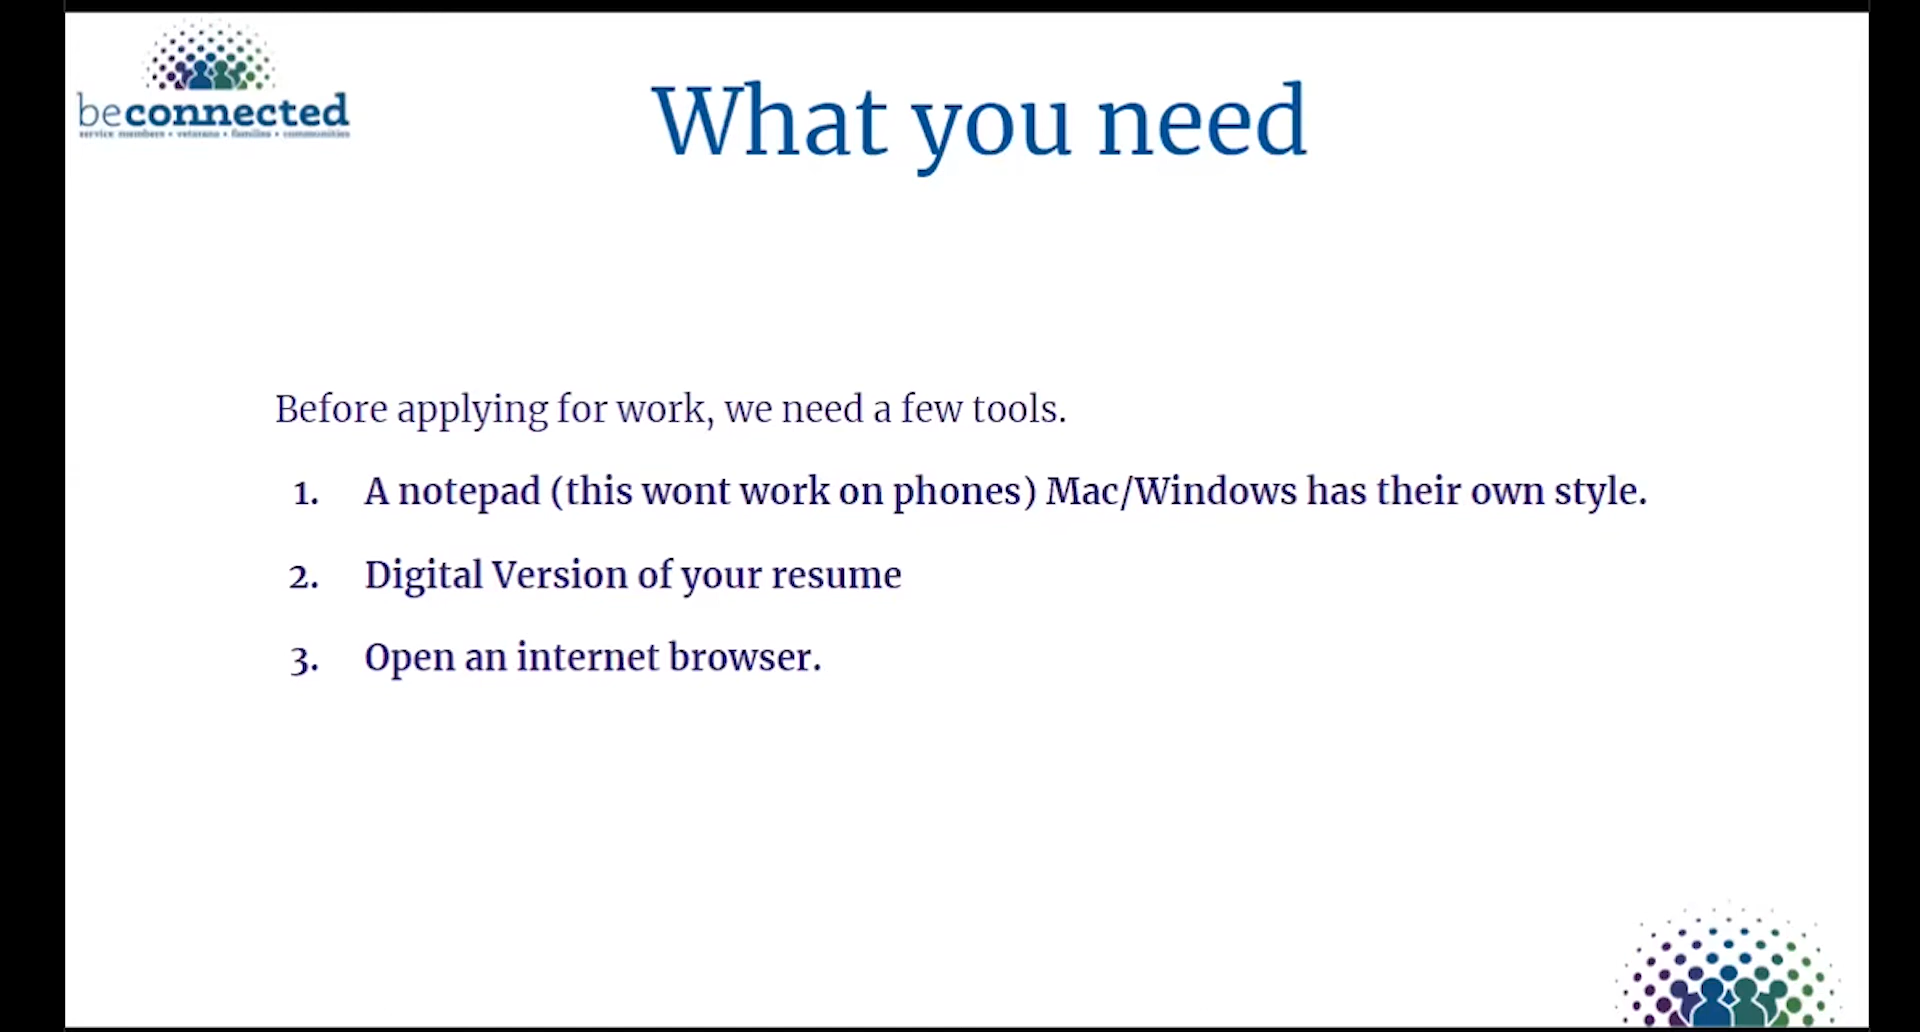 beconnected
service members • veterans • families • communities
What you need
Before applying for work, we need a few tools.
1. A notepad (this wont work on phones) Mac/Windows has their own style.
2. Digital Version of your resume
3. Open an internet browser.